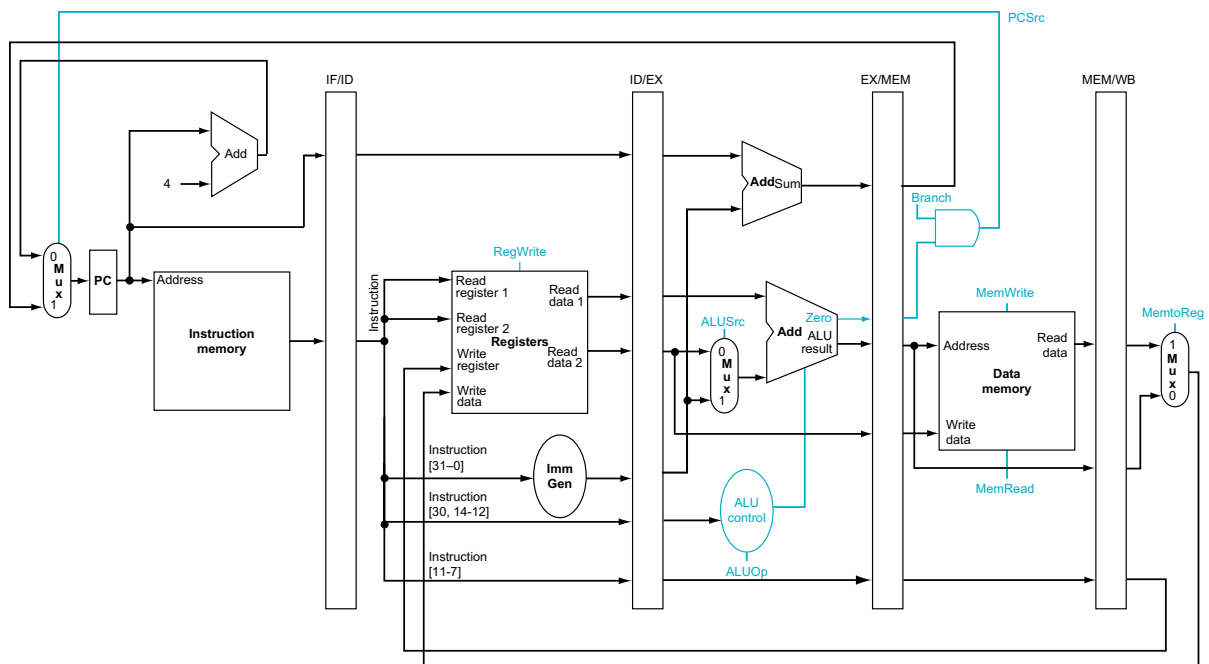 PCSrc
IF/ID
ID/EX
EX/MEM
MEM/WB
Add
4
Add Sum
Branch
0
M
u
x
1
PC
Address
Instruction
memory
Instruction
RegWrite
Read
register 1
Read
register 2
Write
register
Write
data
Registers
Read
data 1
Read
data 2
ALUSrc
0
M
u
x
1
Zero
Add
ALU
result
MemWrite
Address
Read
data
Data
memory
Write
data
MemRead
MemtoReg
1
M
u
x
0
Instruction
[31–0]
Imm
Gen
Instruction
[30, 14-12]
ALU
control
ALUOp
Instruction
[11-7]